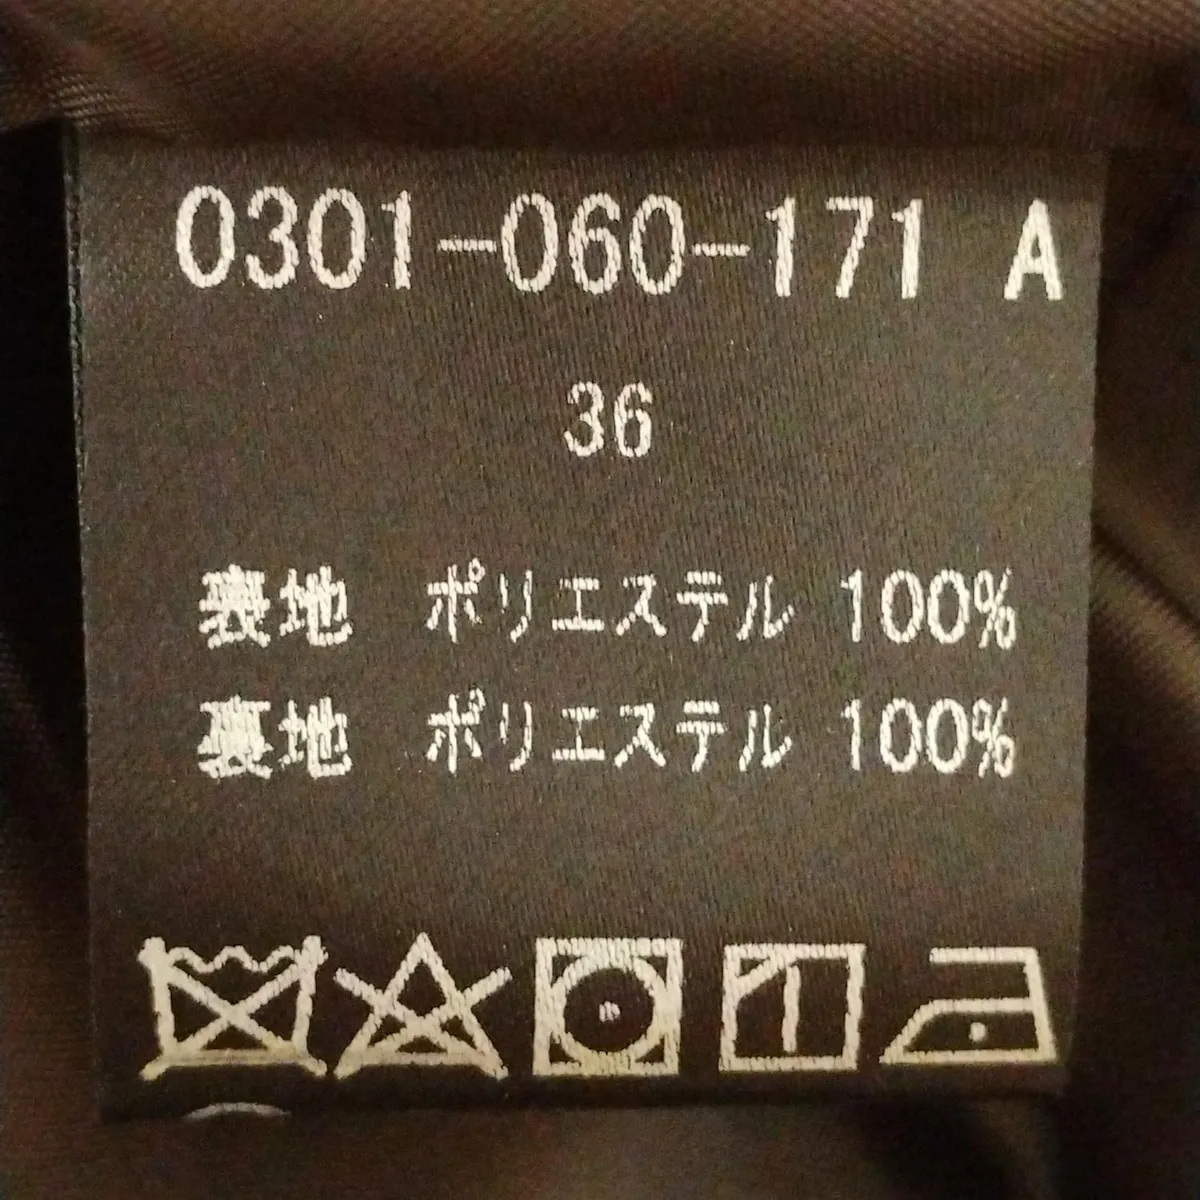 0301-060-171 A
36
表地 ポリエステル 100%
裏地 ポリエステル 100%